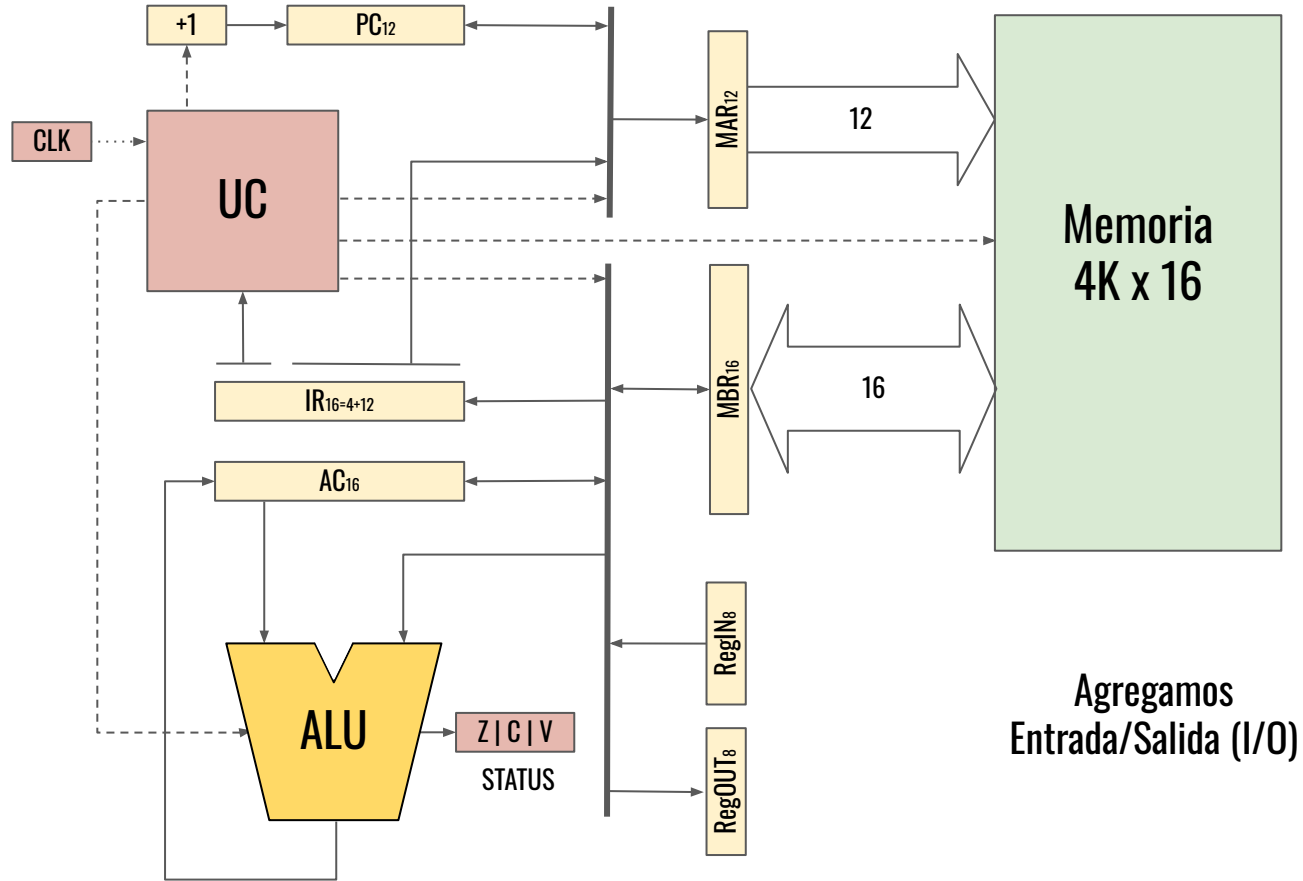 +1
PC12
CLK
UC
MAR12
12
Memoria
4K x 16
IR16=4+12
MBR16
16
AC16
RegIN8
ALU
Z | C | V
STATUS
RegOUT8
Agregamos
Entrada/Salida (I/O)